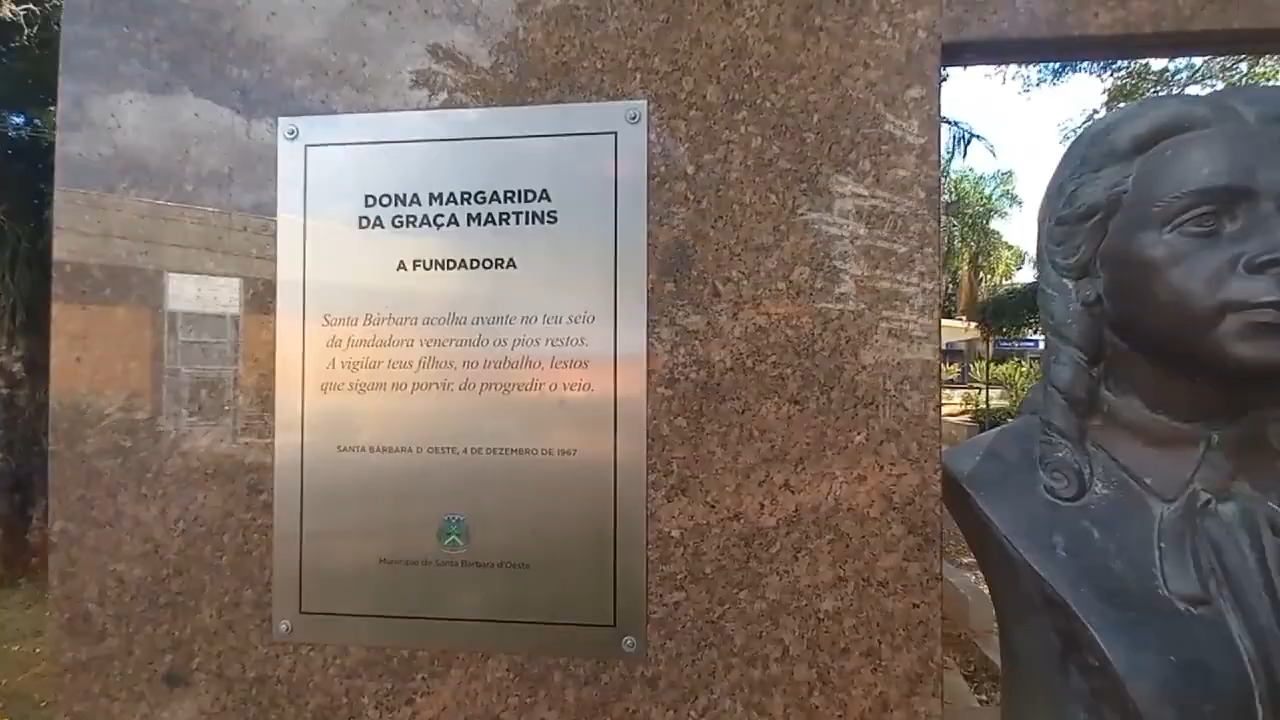 DONA MARGARIDA
DA GRAÇA MARTINS
A FUNDADORA
Santa Bárbara acolha avante no teu seio
da fundadora venerando os pios restos.
A vigilar teus filhos, no trabalho, lestos
que sigam no porvir, do progredir o veio.
SANTA BÁRBARA D´OESTE, 4 DE DEZEMBRO DE 1967
Município de Santa Bárbara d'Oeste